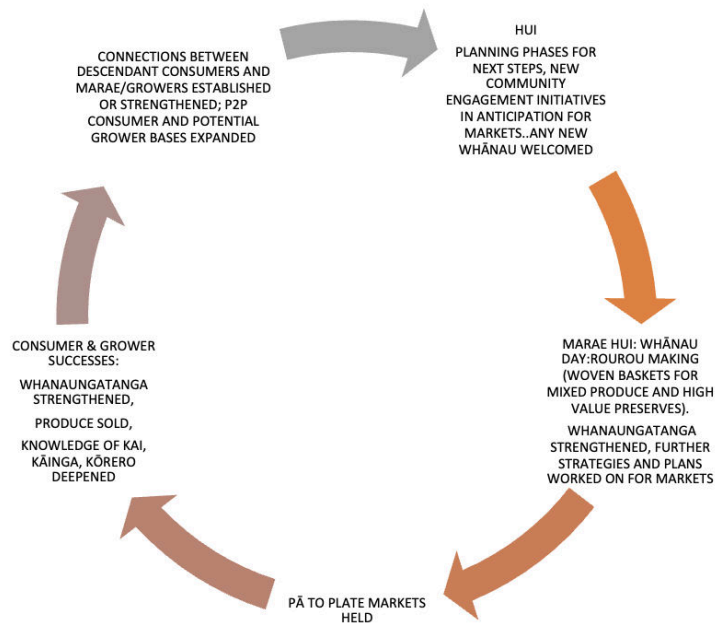 HUI
PLANNING PHASES FOR
NEXT STEPS, NEW
COMMUNITY
ENGAGEMENT INITIATIVES
IN ANTICIPATION FOR
MARKETS..ANY NEW
WHĀNAU WELCOMED
MARAE HUI: WHĀNAU
DAY:ROUROU MAKING
(WOVEN BASKETS FOR
MIXED PRODUCE AND HIGH
VALUE PRESERVES).
WHANAUNGATANGA
STRENGTHENED, FURTHER
STRATEGIES AND PLANS
WORKED ON FOR MARKETS
PĀ TO PLATE MARKETS
HELD
CONSUMER & GROWER
SUCCESSES:
WHANAUNGATANGA
STRENGTHENED,
PRODUCE SOLD,
KNOWLEDGE OF KAI,
KĀINGA, KŌRERO
DEEPENED
CONNECTIONS BETWEEN
DESCENDANT CONSUMERS AND
MARAE/GROWERS ESTABLISHED
OR STRENGTHENED; P2P
CONSUMER AND POTENTIAL
GROWER BASES EXPANDED